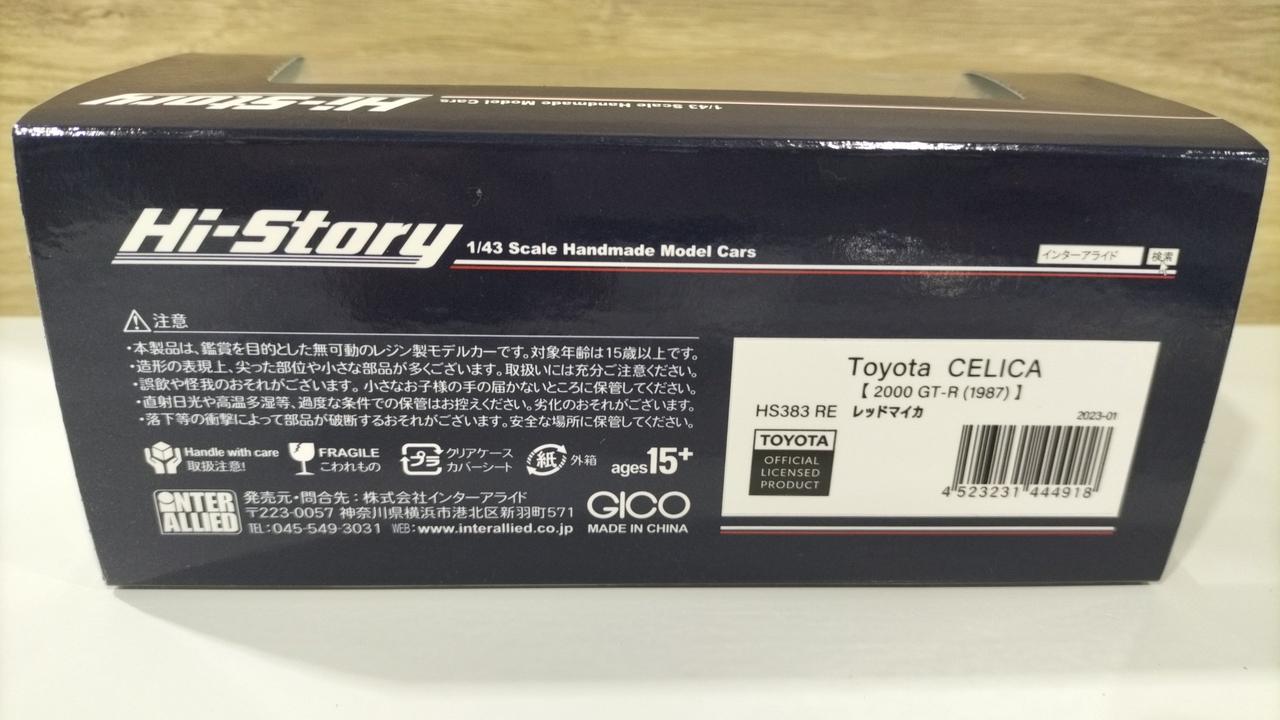 Hi-Story
1/43 Scale Handmade Model Cars
Hi-Story 1/43 Scale Handmade Model Cars
インターアライド 検索
注意
・本製品は、鑑賞を目的とした無可動のレジン製モデルカーです。対象年齢は15歳以上です。
・造形の表現上、尖った部位や小さな部品が多くございます。取扱いには充分ご注意ください。
・誤飲や怪我のおそれがございます。小さなお子様の手の届かないところに保管してください。
・直射日光や高温多湿等、過度な条件での保管はお控えください。劣化のおそれがございます。
・落下等の衝撃によって部品が破断するおそれがございます。安全な場所に保管してください。
Handle with care
取扱注意!
FRAGILE
こわれもの
プラ
クリアケース
カバーシート
紙 外箱
ages15+
INTER
ALLIED
発売元・問合先：株式会社インターアライド
〒223-0057 神奈川県横浜市港北区新羽町571
TEL：045-549-3031 WEB：www.interallied.co.jp
GICO
MADE IN CHINA
Toyota CELICA
【 2000 GT-R (1987) 】
HS383 RE レッドマイカ
2023-01
TOYOTA
OFFICIAL
LICENSED
PRODUCT
4 523231 444918